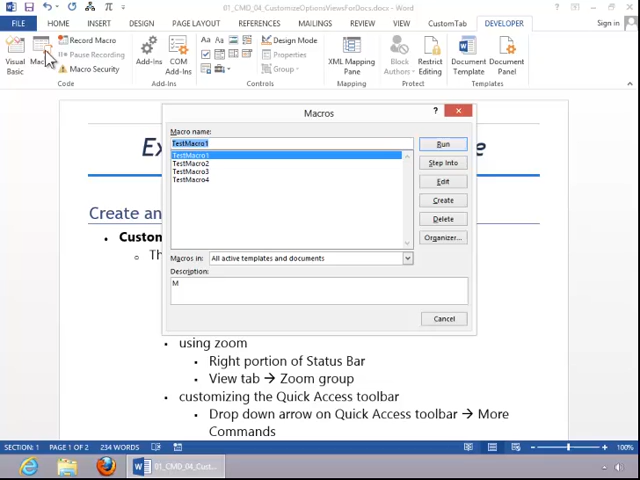 01_CMD_04_CustomizeOptionsViewsForDocs.docx - Word
FILE HOME INSERT DESIGN PAGE LAYOUT REFERENCES MAILINGS REVIEW VIEW CustomTab DEVELOPER Sign in
Visual Basic
Record Macro
Pause Recording
Macro Security
Code
Add-Ins
COM Add-Ins
Add-Ins
Aa Aa
Design Mode
Properties
Group
Controls
XML Mapping Pane
Mapping
Block Authors
Restrict Editing
Protect
Document Template
Document Panel
Templates
Macros
Macro name:
TestMacro1
TestMacro1
TestMacro2
TestMacro3
TestMacro4
Run
Step Into
Edit
Create
Delete
Organizer...
Macros in: All active templates and documents
Description:
M
Cancel
Create an
• Custom
○ Th
▪ using zoom
▪ Right portion of Status Bar
▪ View tab → Zoom group
▪ customizing the Quick Access toolbar
▪ Drop down arrow on Quick Access toolbar → More
Commands
SECTION: 1 PAGE 1 OF 2 234 WORDS 100%
01_CMD_04_Cust...